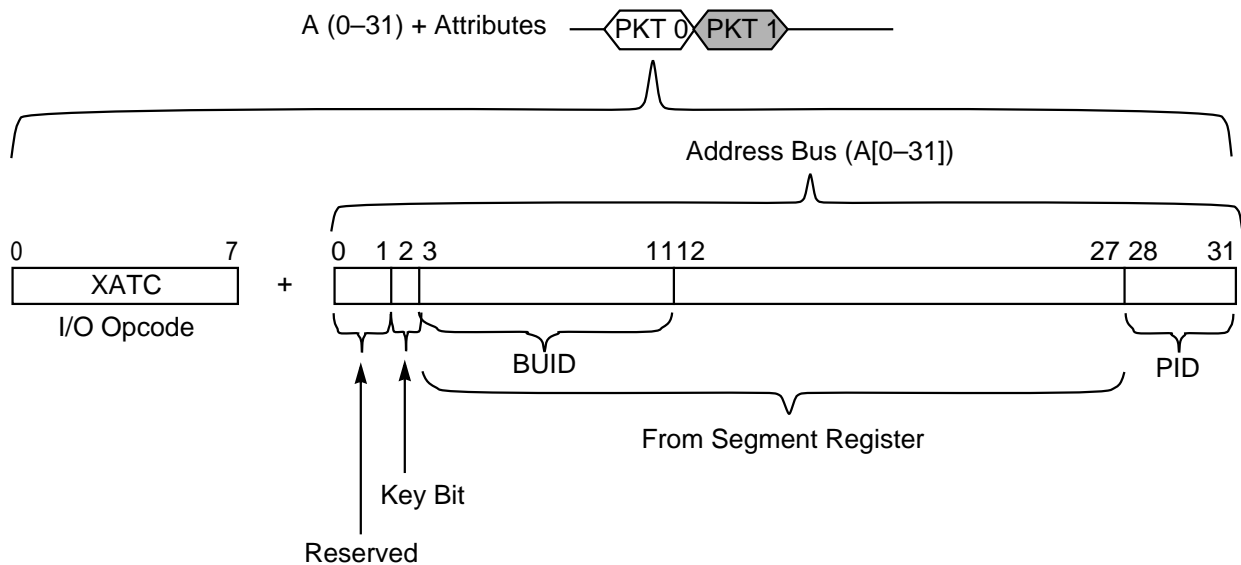 A (0–31) + Attributes PKT 0 PKT 1
Address Bus (A[0–31])
0 7 0 1 2 3 11 12 27 28 31
XATC +
I/O Opcode
BUID PID
From Segment Register
Key Bit
Reserved